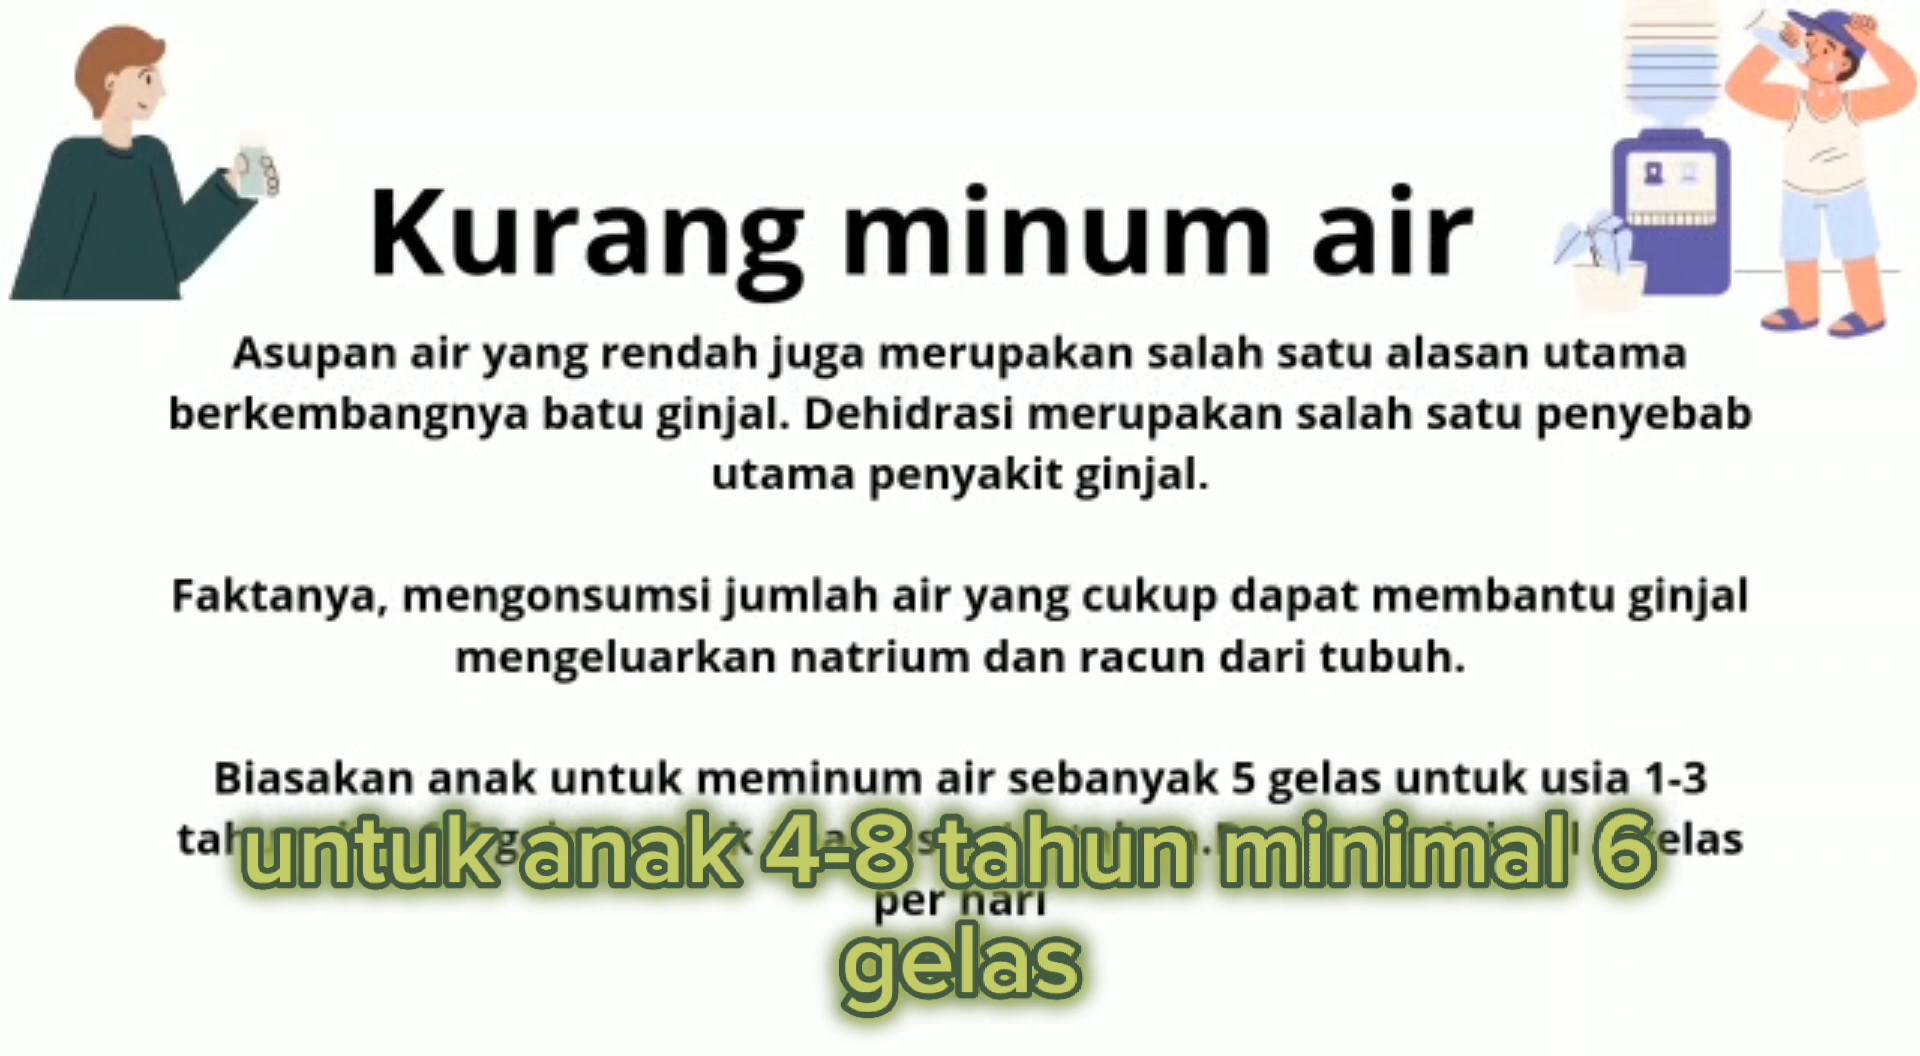 Kurang minum air
Asupan air yang rendah juga merupakan salah satu alasan utama
berkembangnya batu ginjal. Dehidrasi merupakan salah satu penyebab
utama penyakit ginjal.
Faktanya, mengonsumsi jumlah air yang cukup dapat membantu ginjal
mengeluarkan natrium dan racun dari tubuh.
Biasakan anak untuk meminum air sebanyak 5 gelas untuk usia 1-3
per hari
untuk anak 4-8 tahun minimal 6
gelas